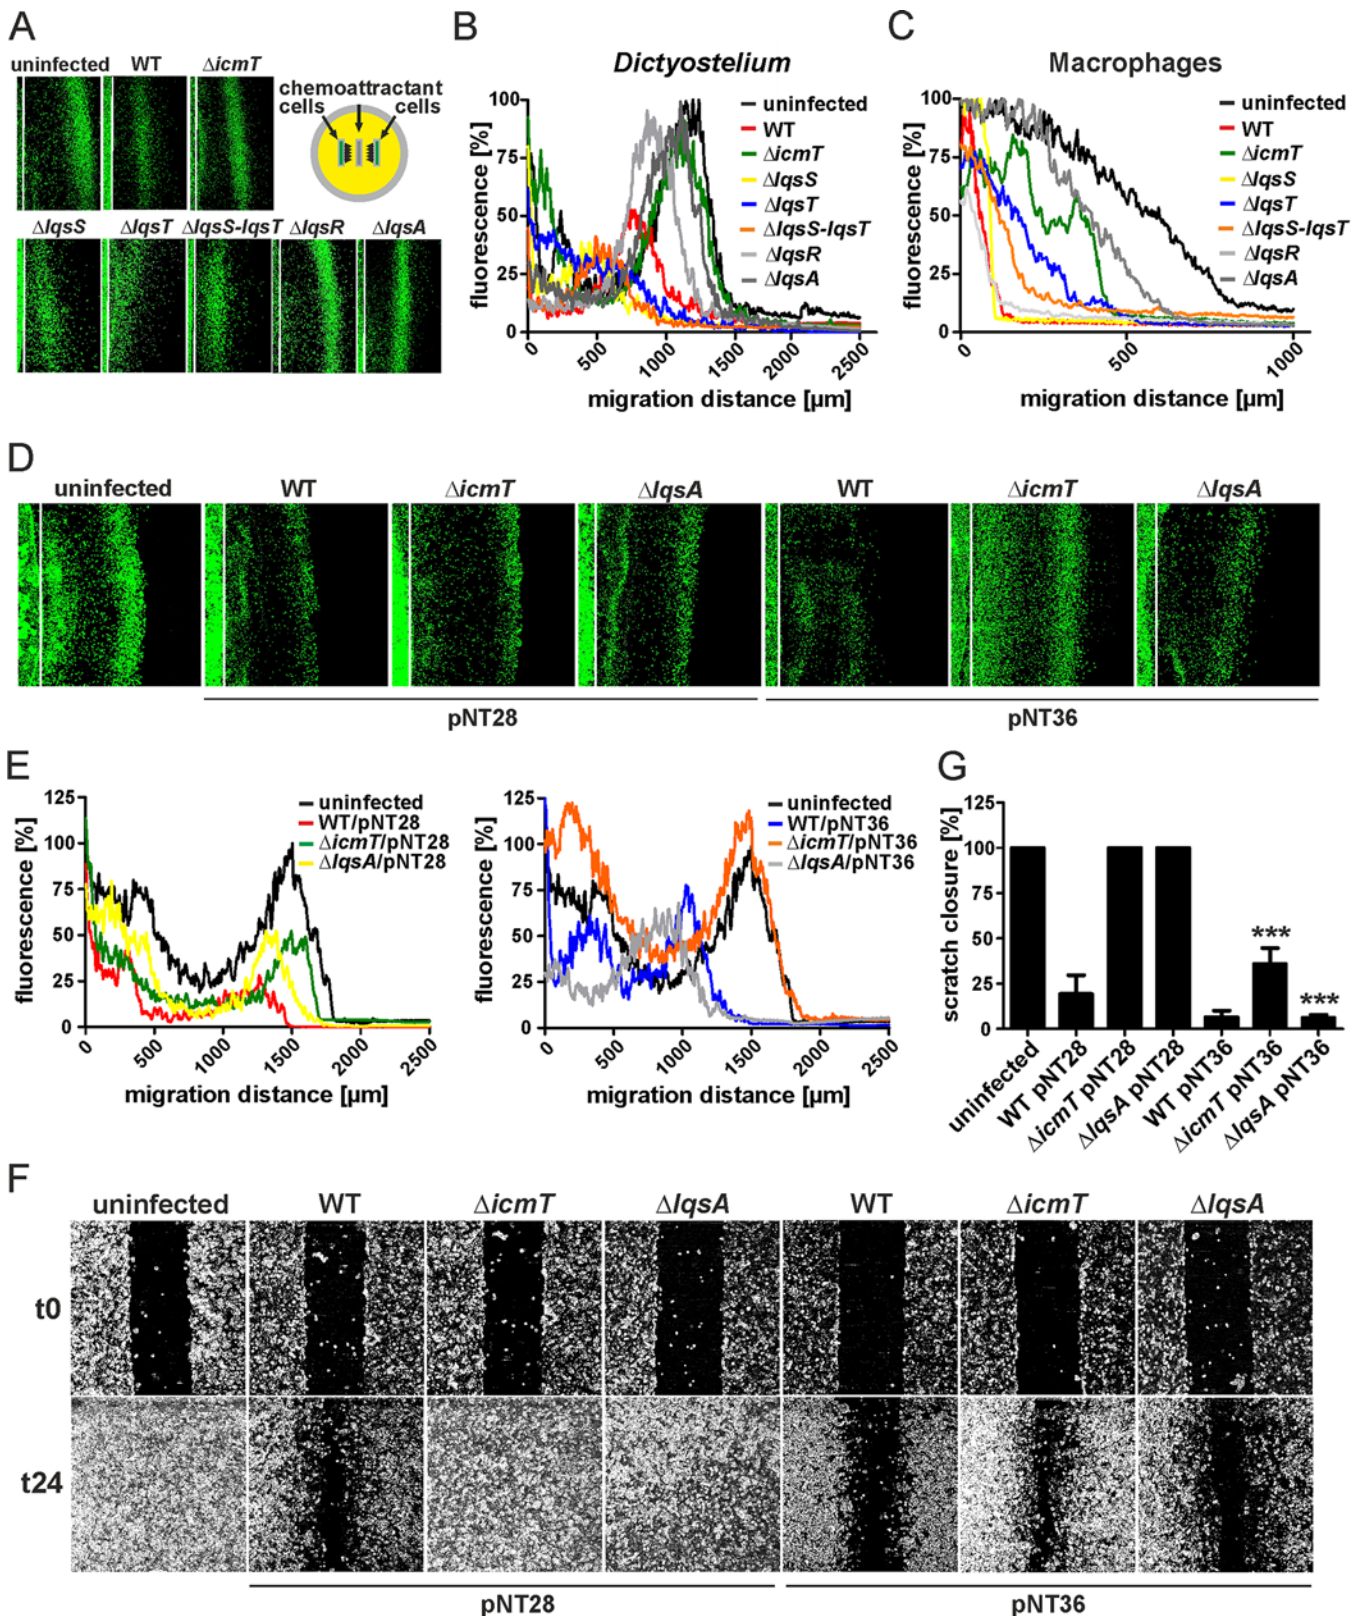 A
uninfected WT ΔicmT
chemoattractant
cells cells
ΔlqsS ΔlqsT ΔlqsS-lqsT ΔlqsR ΔlqsA
B
Dictyostelium
fluorescence [%]
100
75
50
25
0
0 500 1000 1500 2000 2500
migration distance [µm]
uninfected
WT
ΔicmT
ΔlqsS
ΔlqsT
ΔlqsS-lqsT
ΔlqsR
ΔlqsA
C
Macrophages
fluorescence [%]
100
75
50
25
0
0 500 1000
migration distance [µm]
uninfected
WT
ΔicmT
ΔlqsS
ΔlqsT
ΔlqsS-lqsT
ΔlqsR
ΔlqsA
D
uninfected WT ΔicmT ΔlqsA WT ΔicmT ΔlqsA
pNT28 pNT36
E
fluorescence [%]
125
100
75
50
25
0
0 500 1000 1500 2000 2500
migration distance [µm]
uninfected
WT/pNT28
ΔicmT/pNT28
ΔlqsA/pNT28
fluorescence [%]
125
100
75
50
25
0
0 500 1000 1500 2000 2500
migration distance [µm]
uninfected
WT/pNT36
ΔicmT/pNT36
ΔlqsA/pNT36
G
scratch closure [%]
125
100
75
50
25
0
***
***
uninfected
WT pNT28
ΔicmT pNT28
ΔlqsA pNT28
WT pNT36
ΔicmT pNT36
ΔlqsA pNT36
F
uninfected WT ΔicmT ΔlqsA WT ΔicmT ΔlqsA
t0
t24
pNT28 pNT36